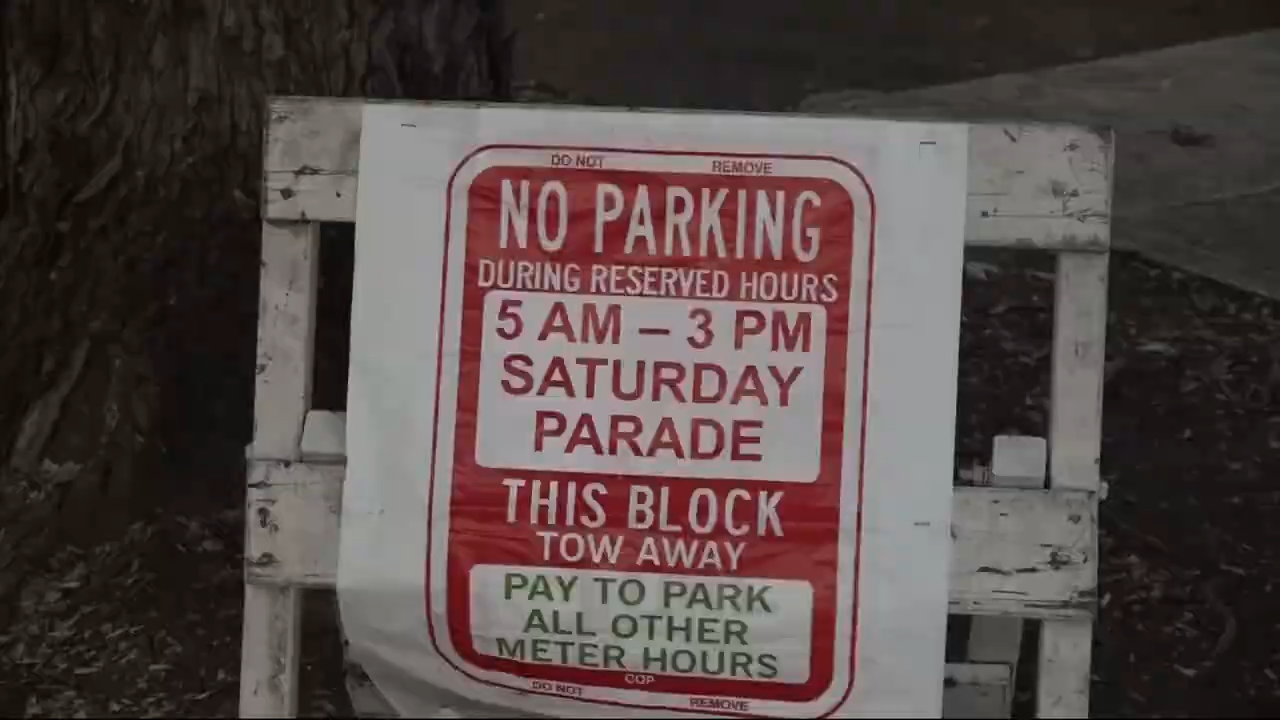 DO NOT REMOVE
NO PARKING
DURING RESERVED HOURS
5 AM – 3 PM
SATURDAY
PARADE
THIS BLOCK
TOW AWAY
PAY TO PARK
ALL OTHER
METER HOURS
COP
DO NOT REMOVE